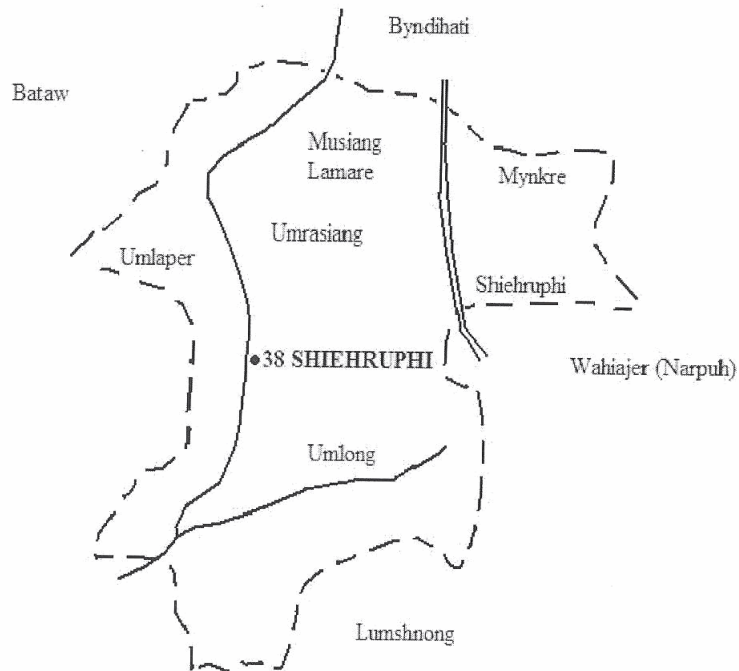 Byndihati
Bataw
Musiang
Lamare
Mynkre
Umrasiang
Umlaper
Shiehruphi
38 SHIEHRUPHI
Wahiajer (Narpuh)
Umlong
Lumshnong